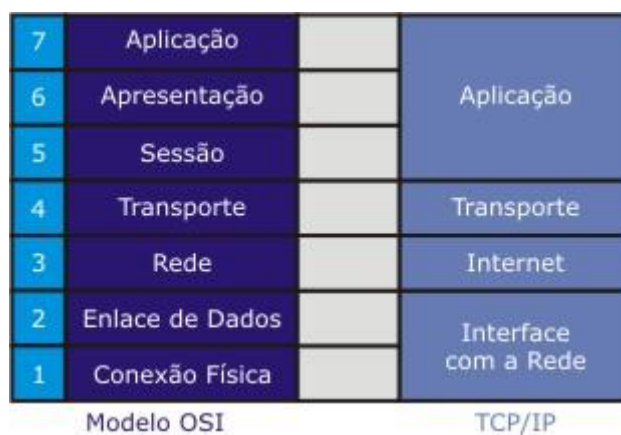 7 Aplicação
6 Apresentação Aplicação
5 Sessão
4 Transporte Transporte
3 Rede Internet
2 Enlace de Dados Interface
com a Rede
1 Conexão Física
Modelo OSI TCP/IP